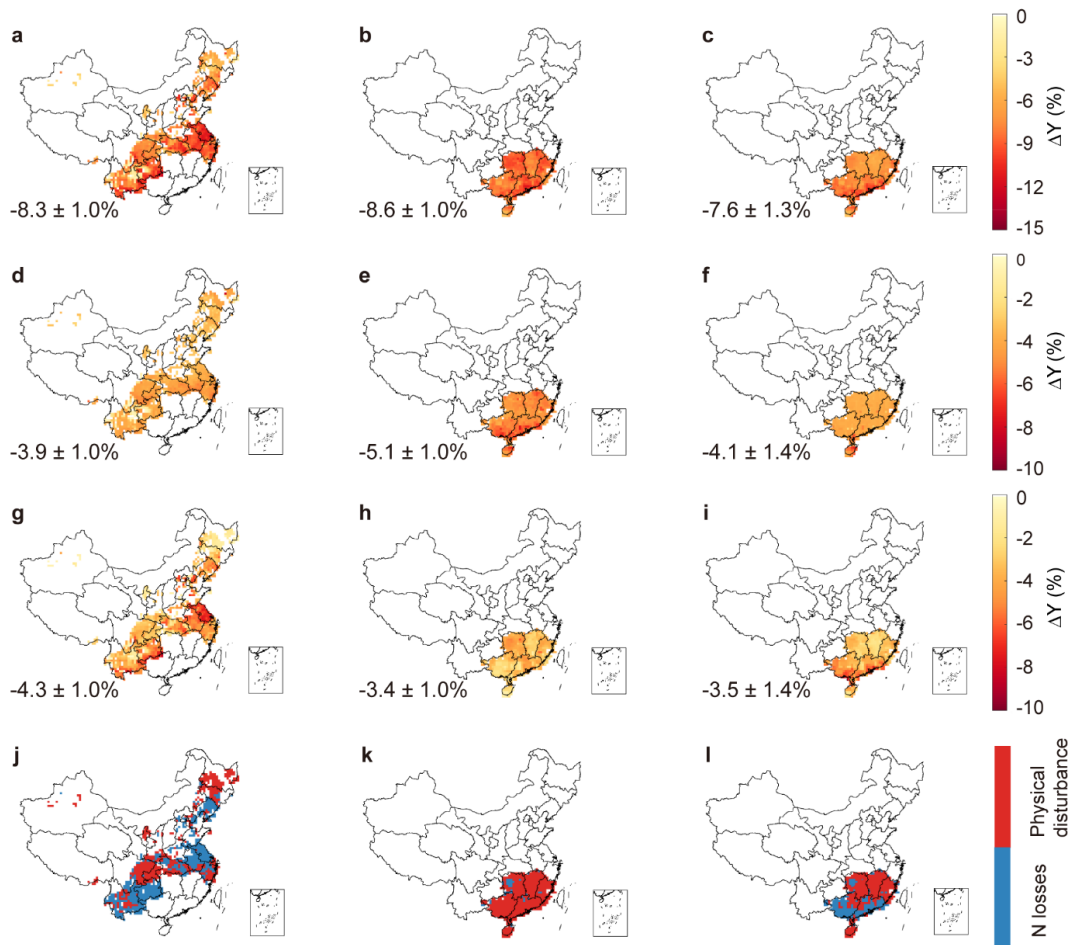 a
b
c
-8.3 ± 1.0%
-8.6 ± 1.0%
-7.6 ± 1.3%
0
-3
-6
-9
-12
-15
ΔY (%)
d
e
f
-3.9 ± 1.0%
-5.1 ± 1.0%
-4.1 ± 1.4%
0
-2
-4
-6
-8
-10
ΔY (%)
g
h
i
-4.3 ± 1.0%
-3.4 ± 1.0%
-3.5 ± 1.4%
0
-2
-4
-6
-8
-10
ΔY (%)
j
k
l
Physical
disturbance
N losses